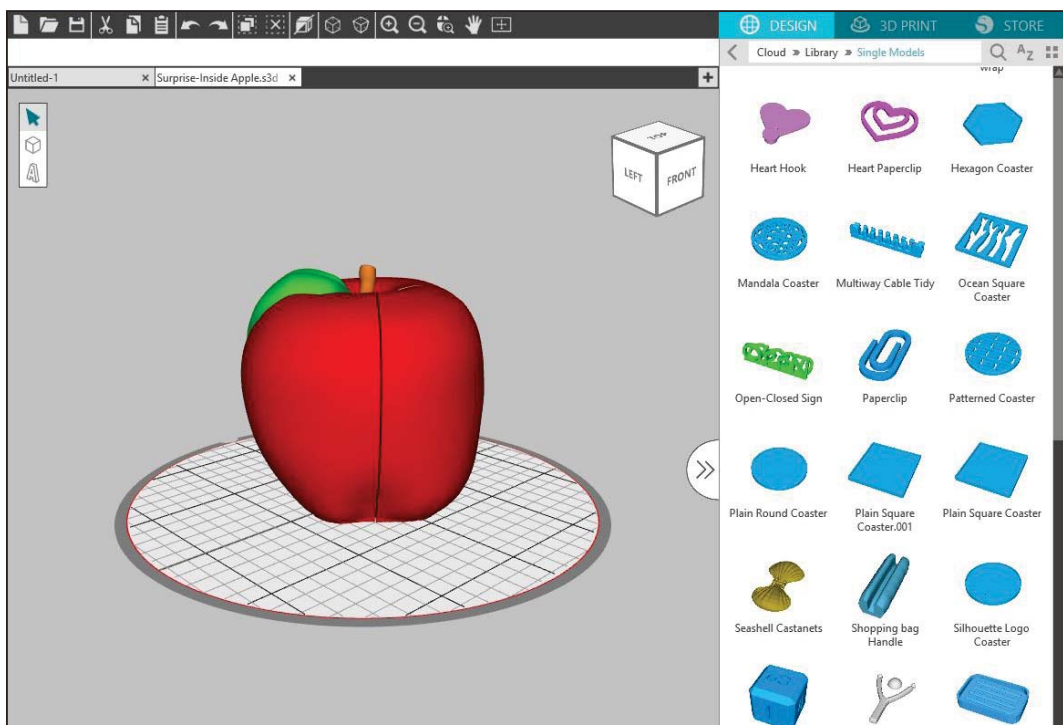 DESIGN
3D PRINT
STORE
Cloud » Library » Single Models
A Z
wrap
Untitled-1 ×
Surprise-Inside Apple.s3d ×
TOP
LEFT
FRONT
Heart Hook
Heart Paperclip
Hexagon Coaster
Mandala Coaster
Multiway Cable Tidy
Ocean Square
Coaster
Open-Closed Sign
Paperclip
Patterned Coaster
Plain Round Coaster
Plain Square
Coaster.001
Plain Square Coaster
Seashell Castanets
Shopping bag
Handle
Silhouette Logo
Coaster